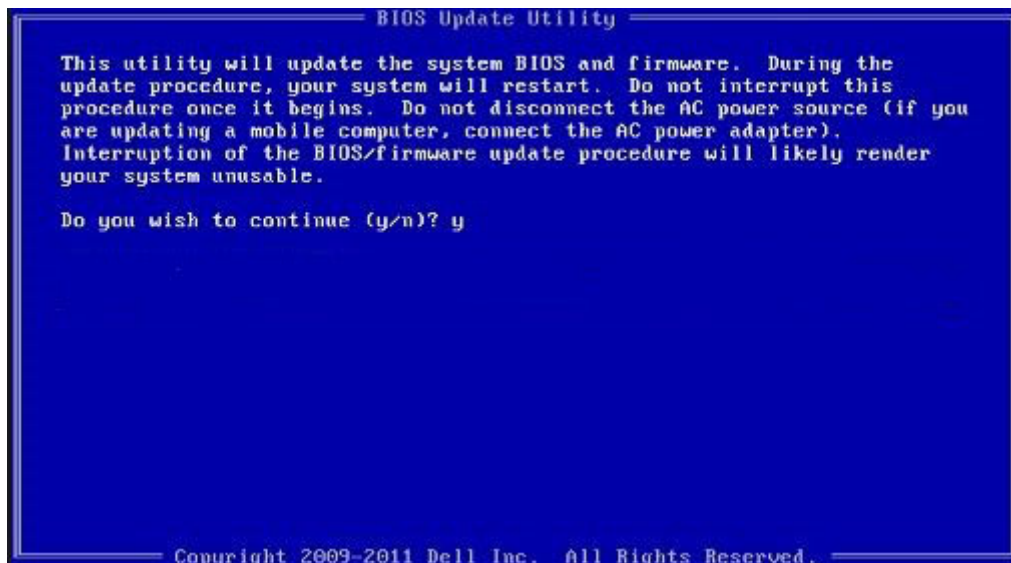 BIOS Update Utility
This utility will update the system BIOS and firmware. During the
update procedure, your system will restart. Do not interrupt this
procedure once it begins. Do not disconnect the AC power source (if you
are updating a mobile computer, connect the AC power adapter).
Interruption of the BIOS/firmware update procedure will likely render
your system unusable.
Do you wish to continue (y/n)? y
Copyright 2009-2011 Dell Inc. All Rights Reserved.